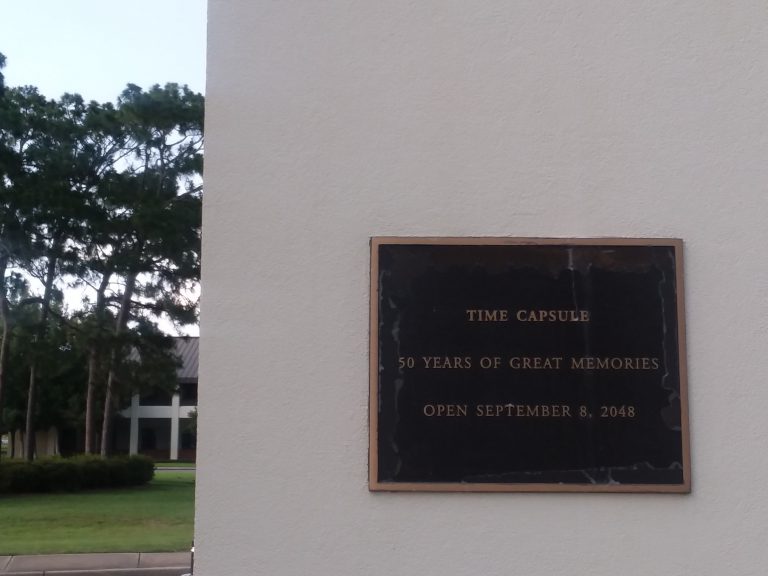 TIME CAPSULE
50 YEARS OF GREAT MEMORIES
OPEN SEPTEMBER 8, 2048